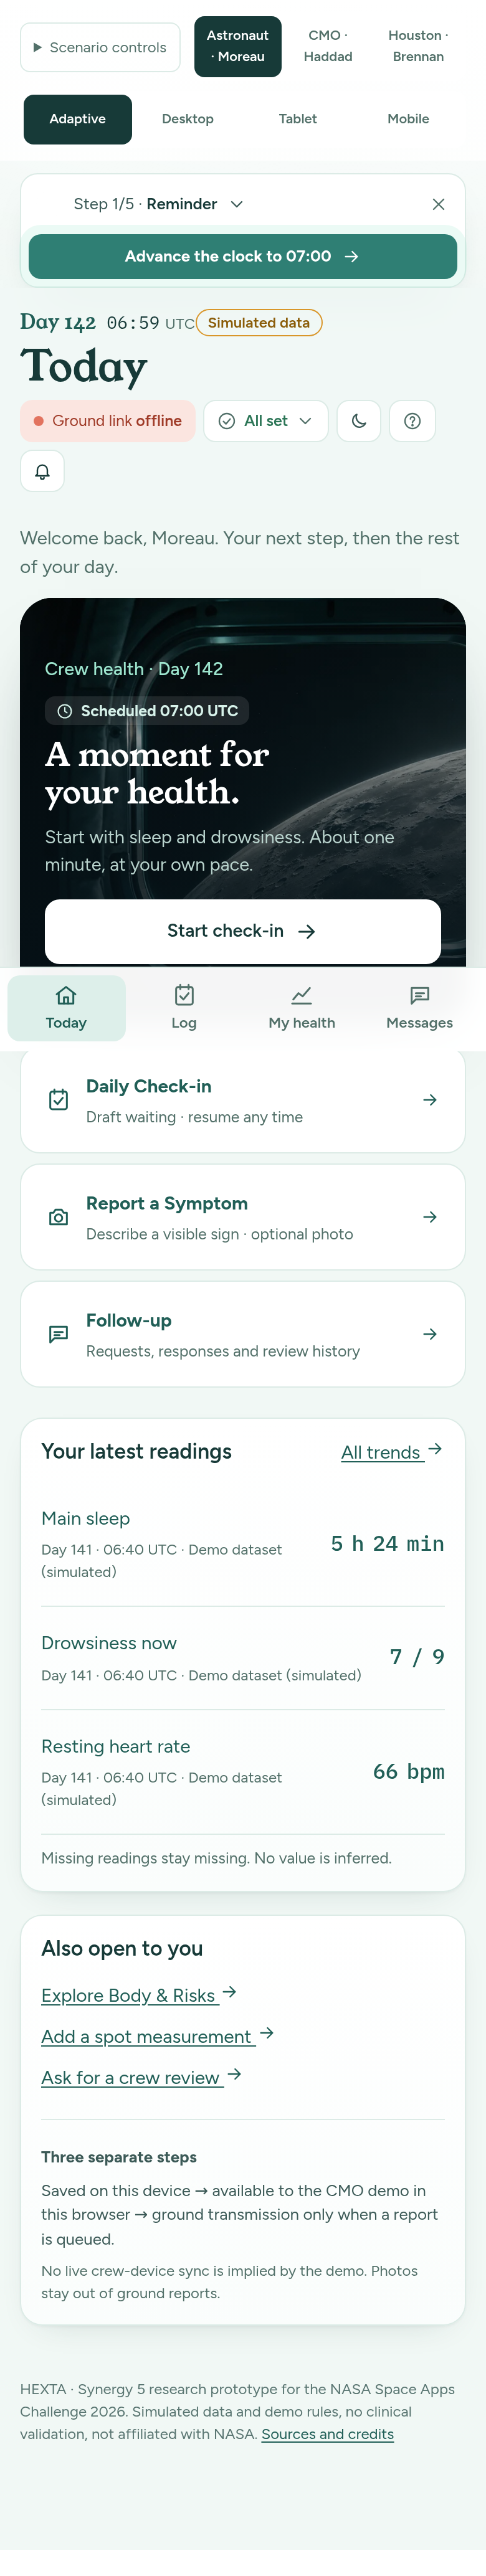 Scenario controls
Astronaut
· Moreau
CMO ·
Haddad
Houston ·
Brennan
Adaptive
Desktop
Tablet
Mobile
Step 1/5 · Reminder
Advance the clock to 07:00 →
Day 142 06:59 UTC
Simulated data
Today
Ground link offline
All set
Welcome back, Moreau. Your next step, then the rest
of your day.
Crew health · Day 142
Scheduled 07:00 UTC
A moment for
your health.
Start with sleep and drowsiness. About one
minute, at your own pace.
Start check-in →
Today
Log
My health
Messages
Daily Check-in
Draft waiting · resume any time
→
Report a Symptom
Describe a visible sign · optional photo
→
Follow-up
Requests, responses and review history
→
Your latest readings
All trends →
Main sleep
Day 141 · 06:40 UTC · Demo dataset
(simulated)
5 h 24 min
Drowsiness now
Day 141 · 06:40 UTC · Demo dataset (simulated)
7 / 9
Resting heart rate
Day 141 · 06:40 UTC · Demo dataset
(simulated)
66 bpm
Missing readings stay missing. No value is inferred.
Also open to you
Explore Body & Risks →
Add a spot measurement →
Ask for a crew review →
Three separate steps
Saved on this device → available to the CMO demo in
this browser → ground transmission only when a report
is queued.
No live crew-device sync is implied by the demo. Photos
stay out of ground reports.
HEXTA · Synergy 5 research prototype for the NASA Space Apps
Challenge 2026. Simulated data and demo rules, no clinical
validation, not affiliated with NASA. Sources and credits